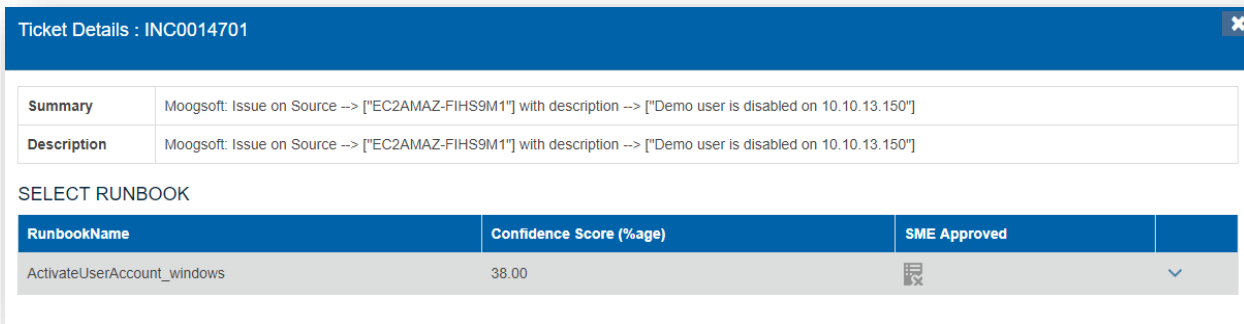 Ticket Details : INC0014701
Summary Moogsoft: Issue on Source --> ["EC2AMAZ-FIHS9M1"] with description --> ["Demo user is disabled on 10.10.13.150"]
Description Moogsoft: Issue on Source --> ["EC2AMAZ-FIHS9M1"] with description --> ["Demo user is disabled on 10.10.13.150"]
SELECT RUNBOOK
RunbookName Confidence Score (%age) SME Approved
ActivateUserAccount_windows 38.00